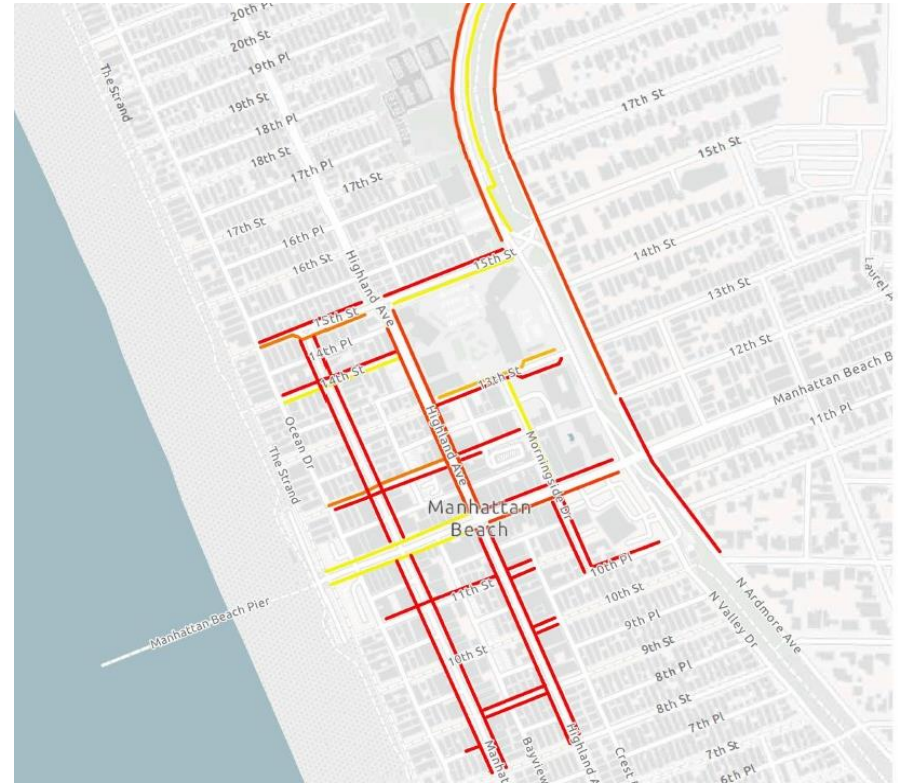 20th Pl
20th St
19th Pl
The Strand
19th St
18th Pl
18th St
17th Pl
17th St
17th St
17th St
15th St
16th Pl
16th St
15th St
14th St
Highland Ave
13th St
15th St
14th Pl
14th St
13th St
12th St
Manhattan Beach B
11th Pl
Ocean Dr
The Strand
Highland Ave
Morningside Dr
Manhattan
Beach
10th Pl
11th St
10th St
N Ardmore Ave
N Valley Dr
Manhattan Beach Pier
9th Pl
10th St
9th St
8th Pl
8th St
7th Pl
7th St
6th Pl
Highland A
Manhat
Bayview
Crest
Laurel A